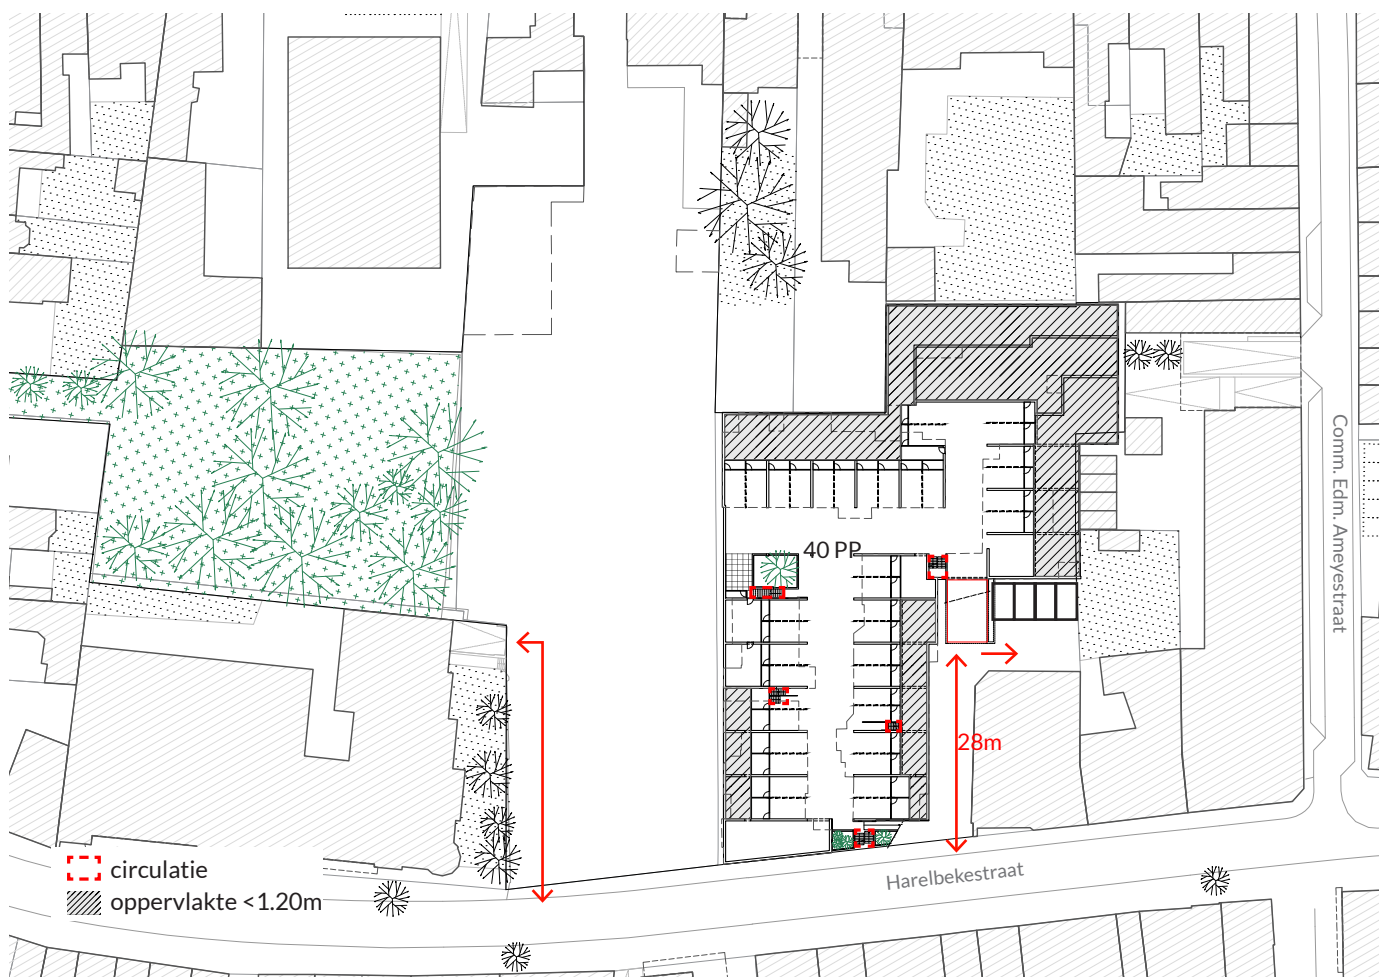 Comm. Edm. Ameyestraat
40 PP
28m
Harelbekestraat
circulatie
oppervlakte <1.20m